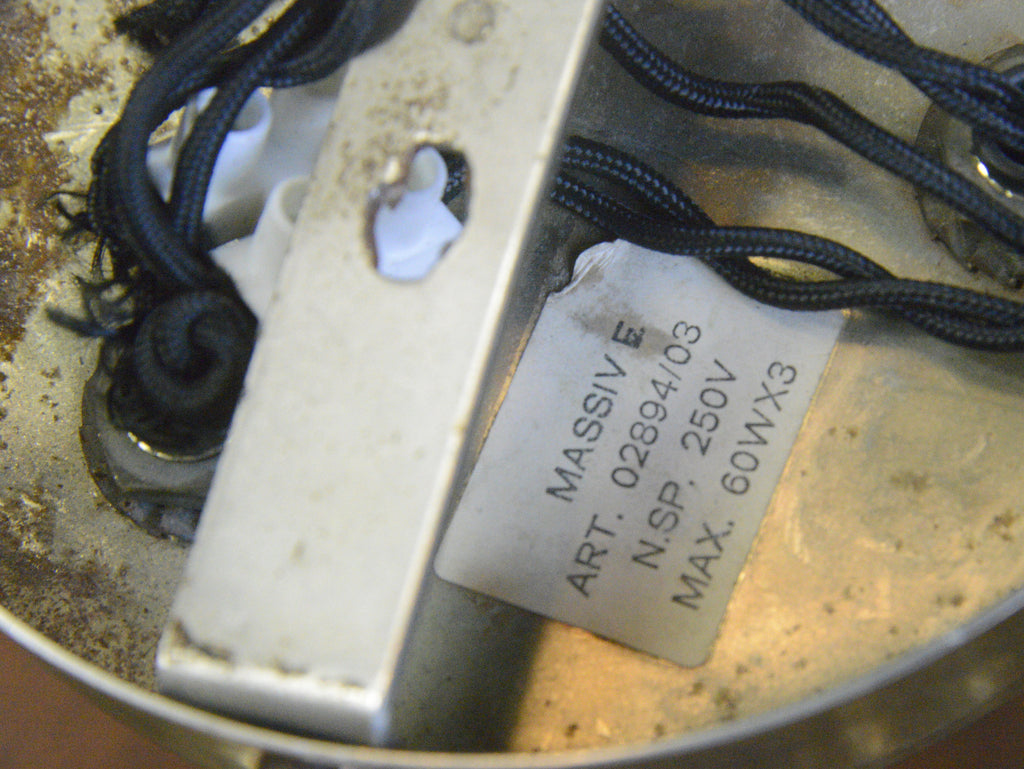 MASSIVE
ART. 02894/03
N.SP. 250V
MAX. 60WX3